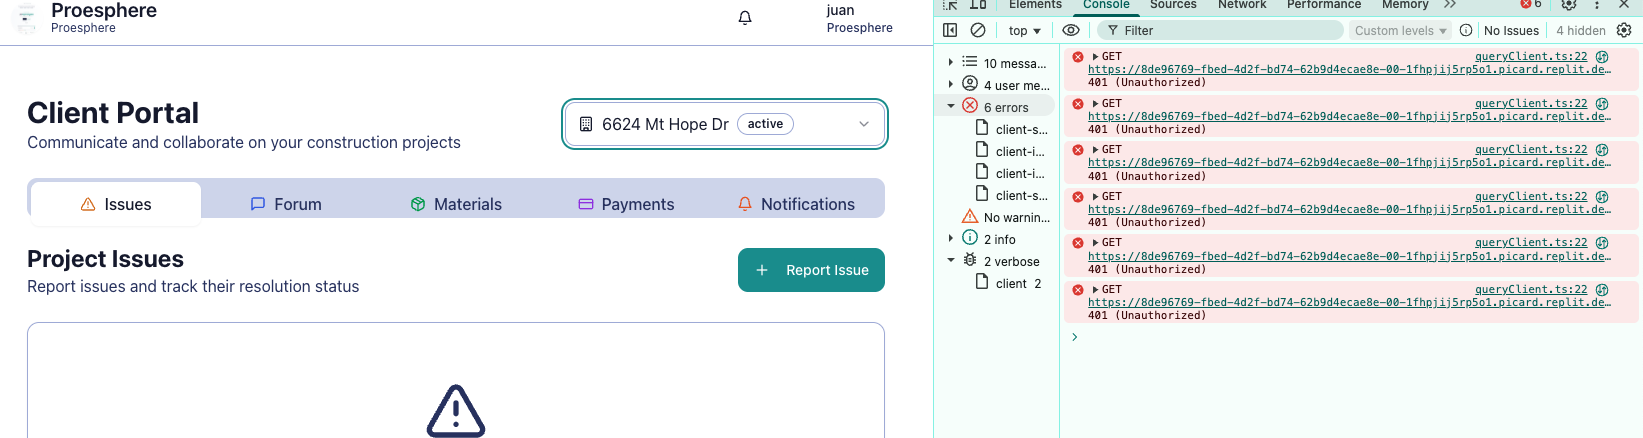 Proesphere
Proesphere
juan
Proesphere
Client Portal
Communicate and collaborate on your construction projects
6624 Mt Hope Dr active
Issues Forum Materials Payments Notifications
Project Issues
Report issues and track their resolution status
+ Report Issue
Elements Console Sources Network Performance Memory 6
top Filter Custom levels No Issues 4 hidden
10 messa...
4 user me...
6 errors
client-s...
client-i...
client-i...
client-s...
No warnin...
2 info
2 verbose
client 2
GET queryClient.ts:22
https://8de96769-fbed-4d2f-bd74-62b9d4ecae8e-00-1fhpjij5rp5o1.picard.replit.de…
401 (Unauthorized)
GET queryClient.ts:22
https://8de96769-fbed-4d2f-bd74-62b9d4ecae8e-00-1fhpjij5rp5o1.picard.replit.de…
401 (Unauthorized)
GET queryClient.ts:22
https://8de96769-fbed-4d2f-bd74-62b9d4ecae8e-00-1fhpjij5rp5o1.picard.replit.de…
401 (Unauthorized)
GET queryClient.ts:22
https://8de96769-fbed-4d2f-bd74-62b9d4ecae8e-00-1fhpjij5rp5o1.picard.replit.de…
401 (Unauthorized)
GET queryClient.ts:22
https://8de96769-fbed-4d2f-bd74-62b9d4ecae8e-00-1fhpjij5rp5o1.picard.replit.de…
401 (Unauthorized)
GET queryClient.ts:22
https://8de96769-fbed-4d2f-bd74-62b9d4ecae8e-00-1fhpjij5rp5o1.picard.replit.de…
401 (Unauthorized)